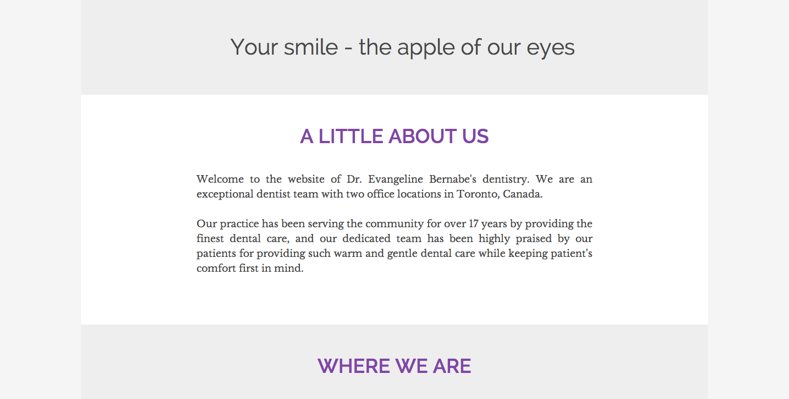 Your smile - the apple of our eyes
A LITTLE ABOUT US
Welcome to the website of Dr. Evangeline Bernabe's dentistry. We are an
exceptional dentist team with two office locations in Toronto, Canada.
Our practice has been serving the community for over 17 years by providing the
finest dental care, and our dedicated team has been highly praised by our
patients for providing such warm and gentle dental care while keeping patient's
comfort first in mind.
WHERE WE ARE